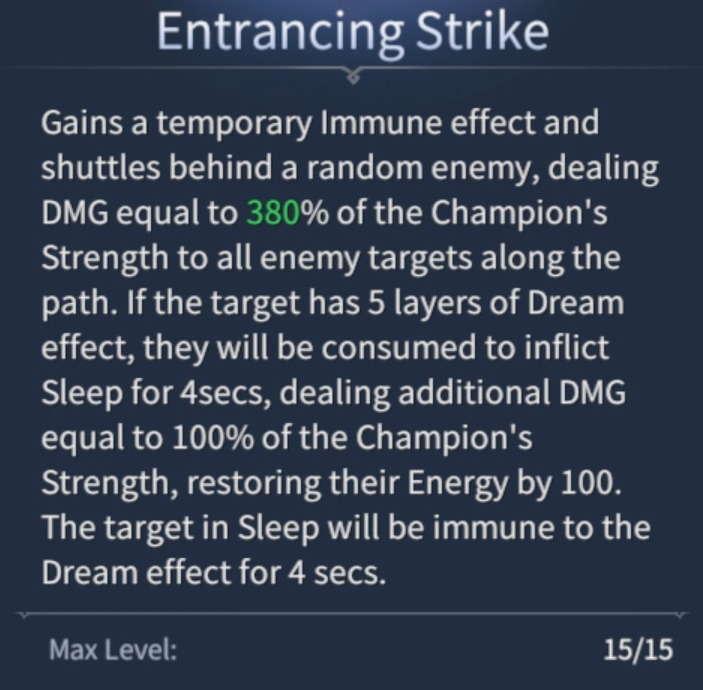 Entrancing Strike
Gains a temporary Immune effect and
shuttles behind a random enemy, dealing
DMG equal to 380% of the Champion's
Strength to all enemy targets along the
path. If the target has 5 layers of Dream
effect, they will be consumed to inflict
Sleep for 4secs, dealing additional DMG
equal to 100% of the Champion's
Strength, restoring their Energy by 100.
The target in Sleep will be immune to the
Dream effect for 4 secs.
Max Level: 15/15